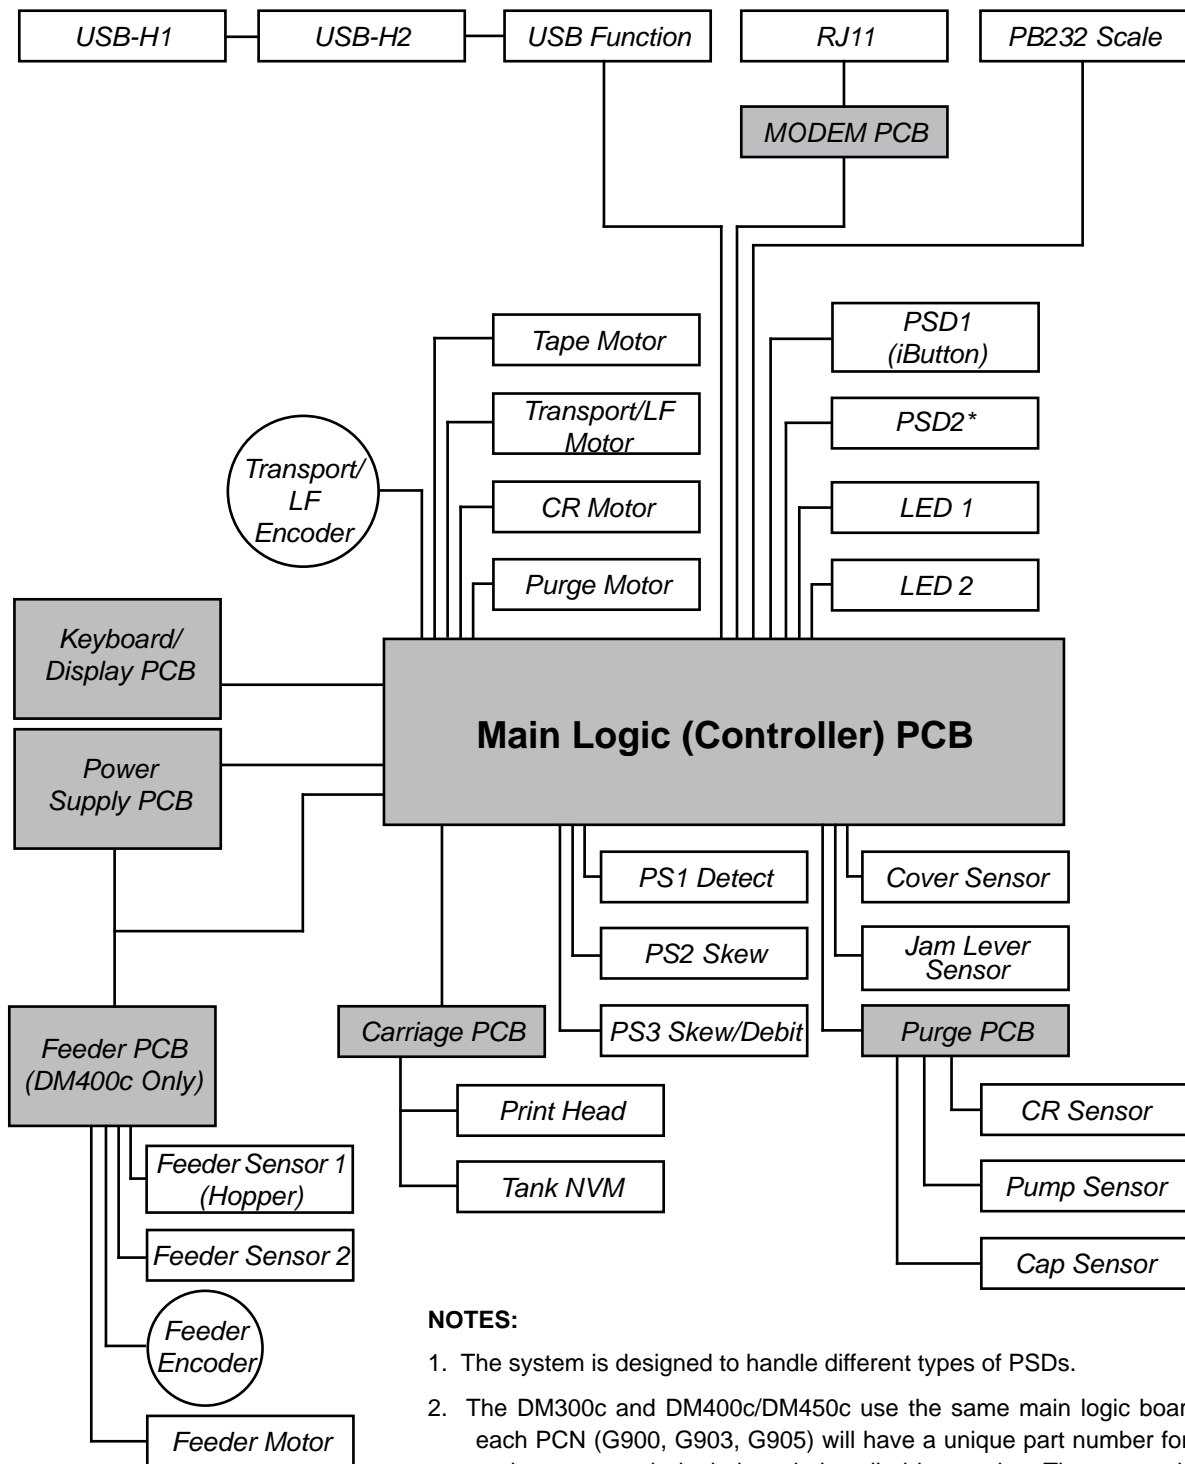 USB-H1
USB-H2
USB Function
RJ11
PB232 Scale
MODEM PCB
Tape Motor
Transport/LF
Motor
CR Motor
Purge Motor
Transport/
LF
Encoder
PSD1
(iButton)
PSD2*
LED 1
LED 2
Keyboard/
Display PCB
Power
Supply PCB
Main Logic (Controller) PCB
PS1 Detect
PS2 Skew
PS3 Skew/Debit
Cover Sensor
Jam Lever
Sensor
Purge PCB
Carriage PCB
Print Head
Tank NVM
CR Sensor
Pump Sensor
Cap Sensor
Feeder PCB
(DM400c Only)
Feeder Sensor 1
(Hopper)
Feeder Sensor 2
Feeder
Encoder
Feeder Motor
NOTES:
1. The system is designed to handle different types of PSDs.
2. The DM300c and DM400c/DM450c use the same main logic boar
each PCN (G900, G903, G905) will have a unique part number for